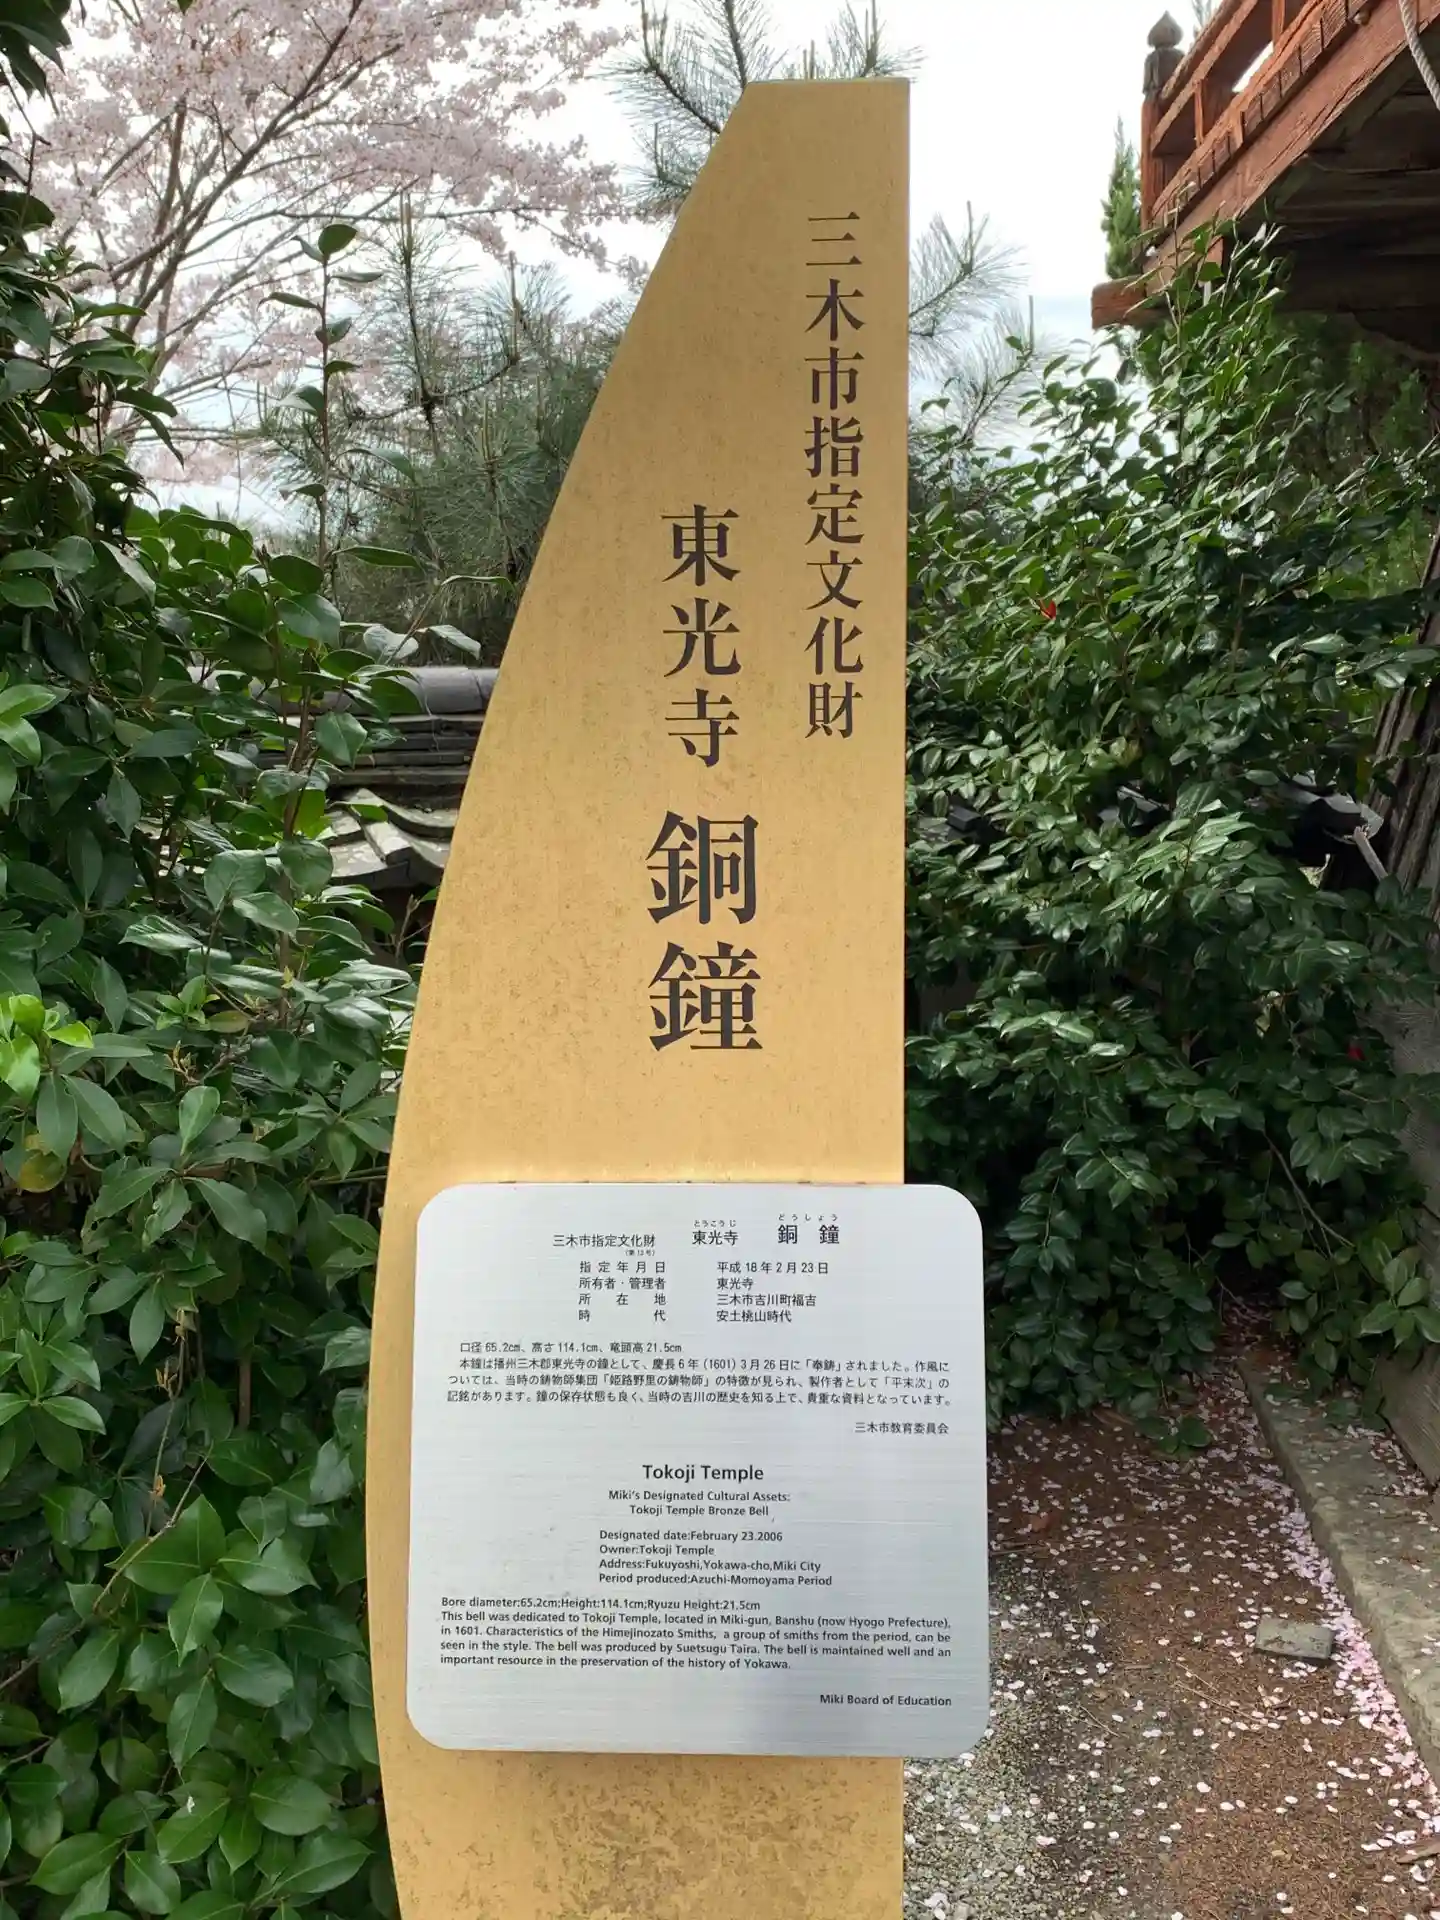 三木市指定文化財
東光寺 銅鐘
とうこうじ どうしょう
三木市指定文化財 東光寺 銅鐘
(第13号)
指定年月日 平成18年2月23日
所有者・管理者 東光寺
所在地 三木市吉川町福吉
時代 安土桃山時代
口径65.2cm、高さ114.1cm、竜頭高21.5cm
本鐘は播州三木郡東光寺の鐘として、慶長6年(1601)3月26日に「奉鋳」されました。作風に
ついては、当時の鋳物師集団「姫路野里の鋳物師」の特徴が見られ、製作者として「平末次」の
記銘があります。鐘の保存状態も良く、当時の吉川の歴史を知る上で、貴重な資料となっています。
三木市教育委員会
Tokoji Temple
Miki's Designated Cultural Assets:
Tokoji Temple Bronze Bell
Designated date:February 23.2006
Owner:Tokoji Temple
Address:Fukuyoshi,Yokawa-cho,Miki City
Period produced:Azuchi-Momoyama Period
Bore diameter:65.2cm;Height:114.1cm;Ryuzu Height:21.5cm
This bell was dedicated to Tokoji Temple, located in Miki-gun, Banshu (now Hyogo Prefecture),
in 1601. Characteristics of the Himejinozato Smiths, a group of smiths from the period, can be
seen in the style. The bell was produced by Suetsugu Taira. The bell is maintained well and an
important resource in the preservation of the history of Yokawa.
Miki Board of Education